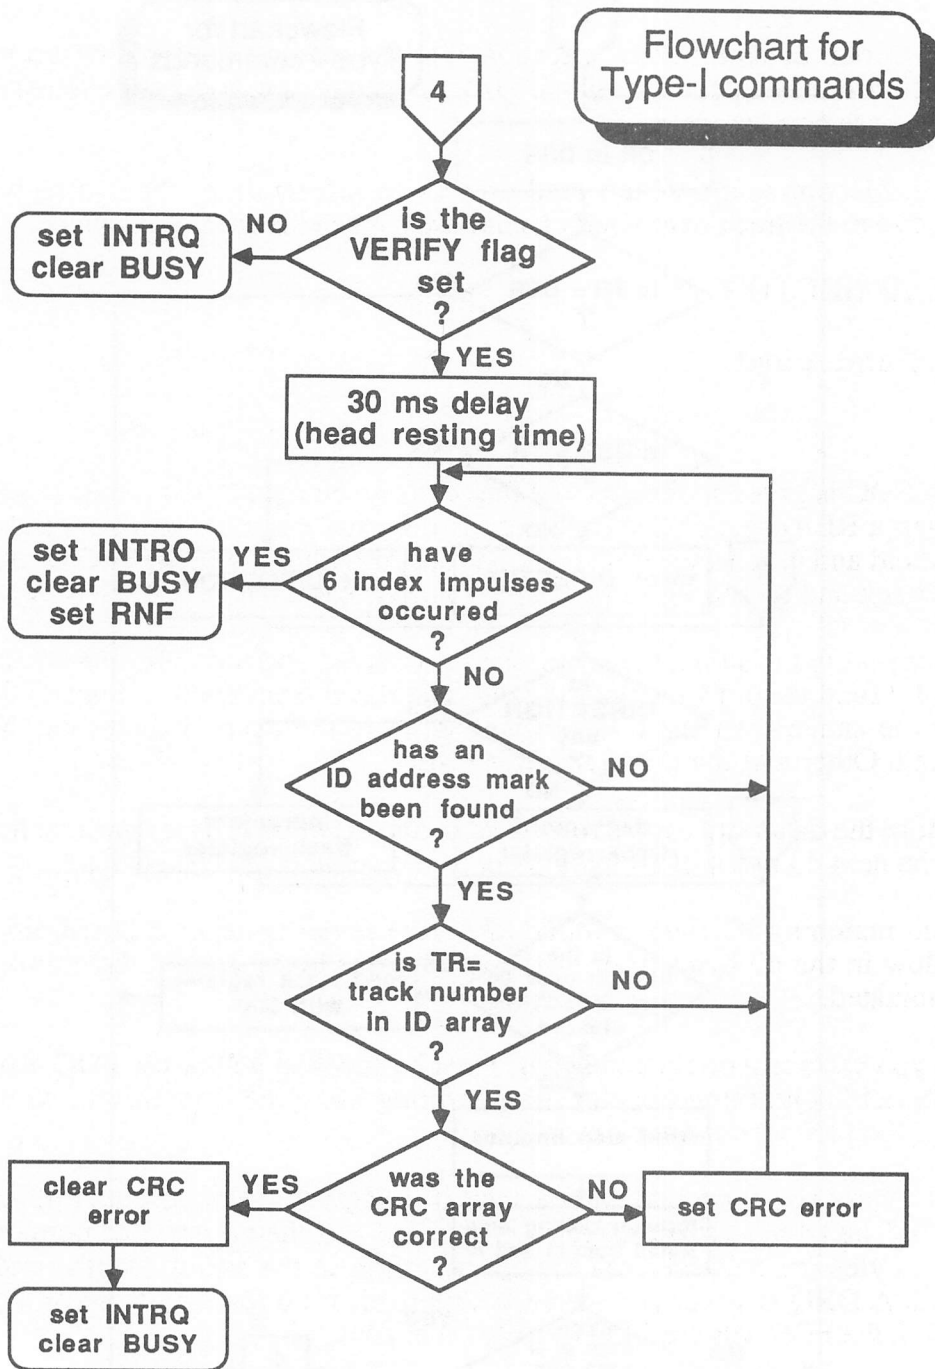 Flowchart for
Type-I commands
4
is the
VERIFY flag
set
?
NO
set INTRQ
clear BUSY
YES
30 ms delay
(head resting time)
have
6 index impulses
occurred
?
YES
set INTRO
clear BUSY
set RNF
NO
has an
ID address mark
been found
?
NO
YES
is TR=
track number
in ID array
?
NO
YES
was the
CRC array
correct
?
YES
clear CRC
error
NO
set CRC error
set INTRQ
clear BUSY